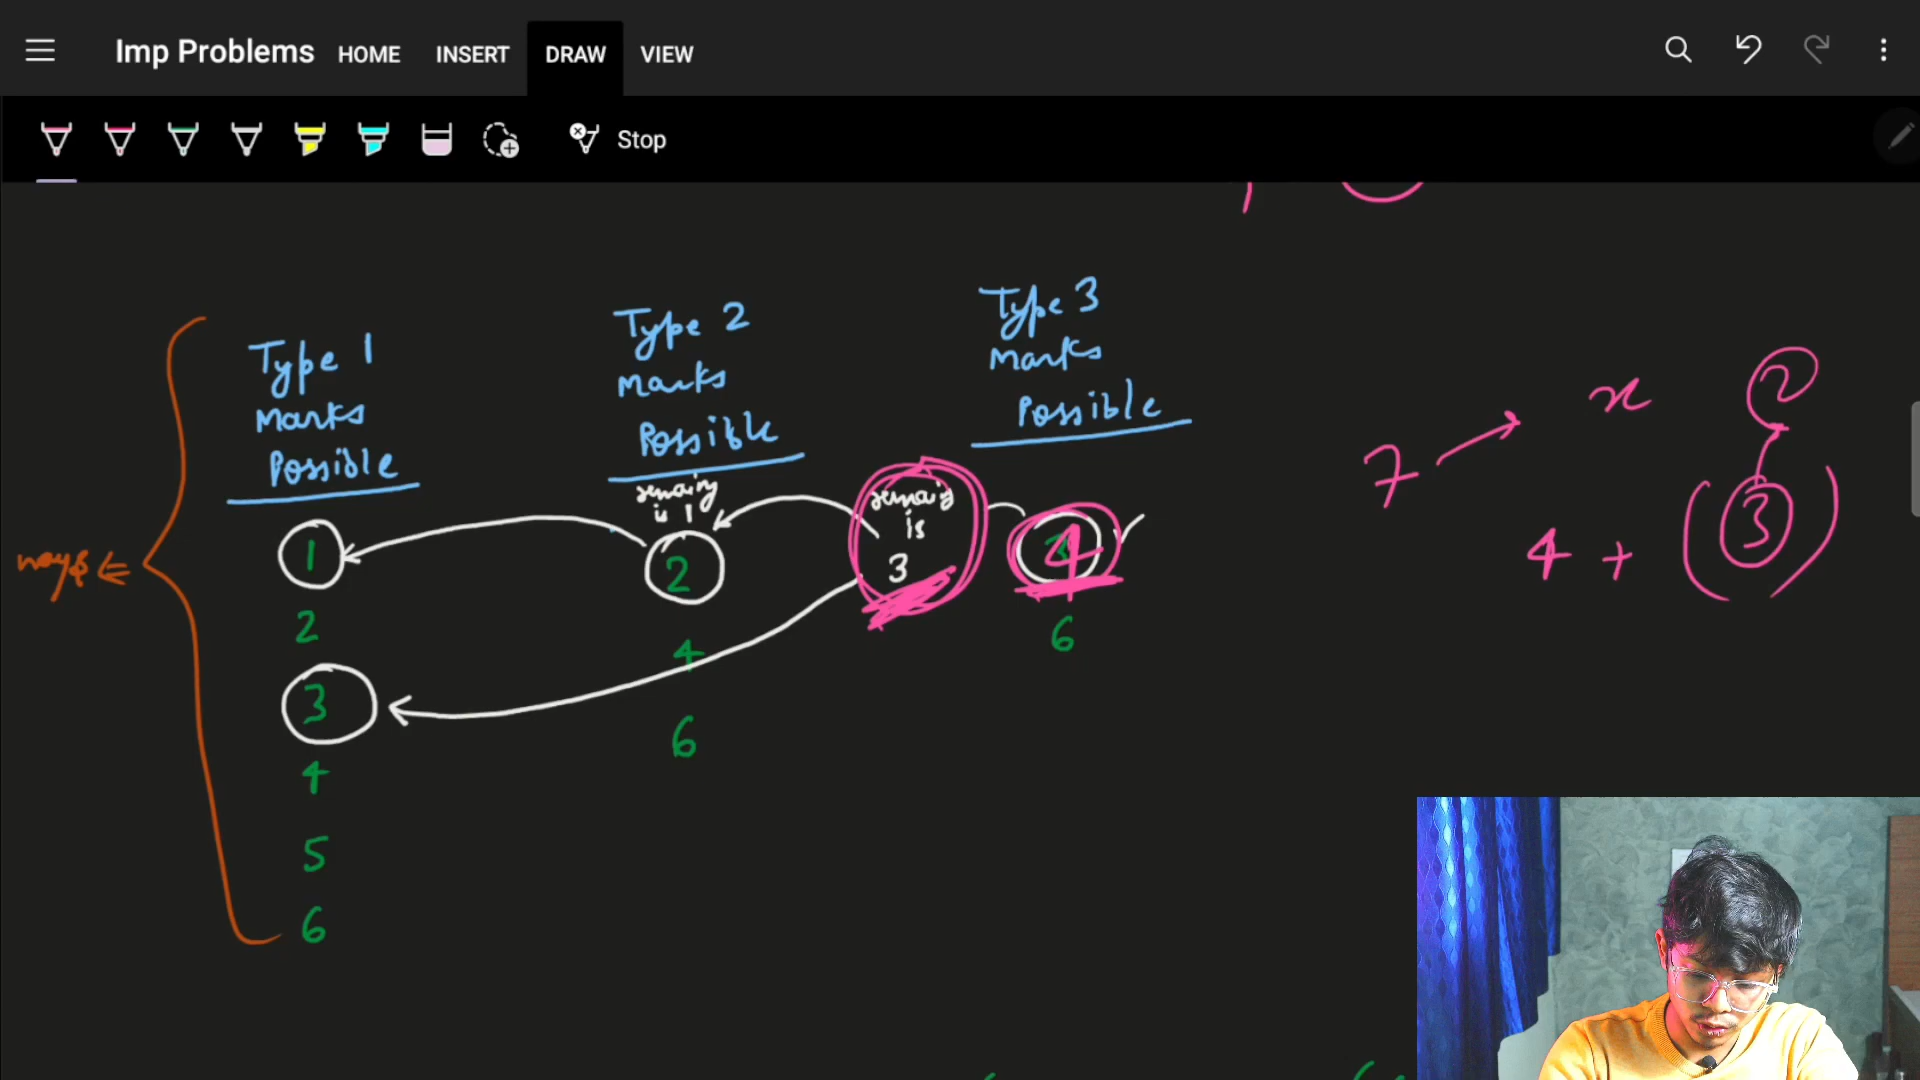 Imp Problems HOME INSERT DRAW VIEW
Stop
Type 1
Marks
Possible
Type 2
Marks
Possible
Type 3
Marks
Possible
ways
1
2
3
4
5
6
remaining
is 1
2
4
6
is
3
4
6
7
x
2
4 + (3)